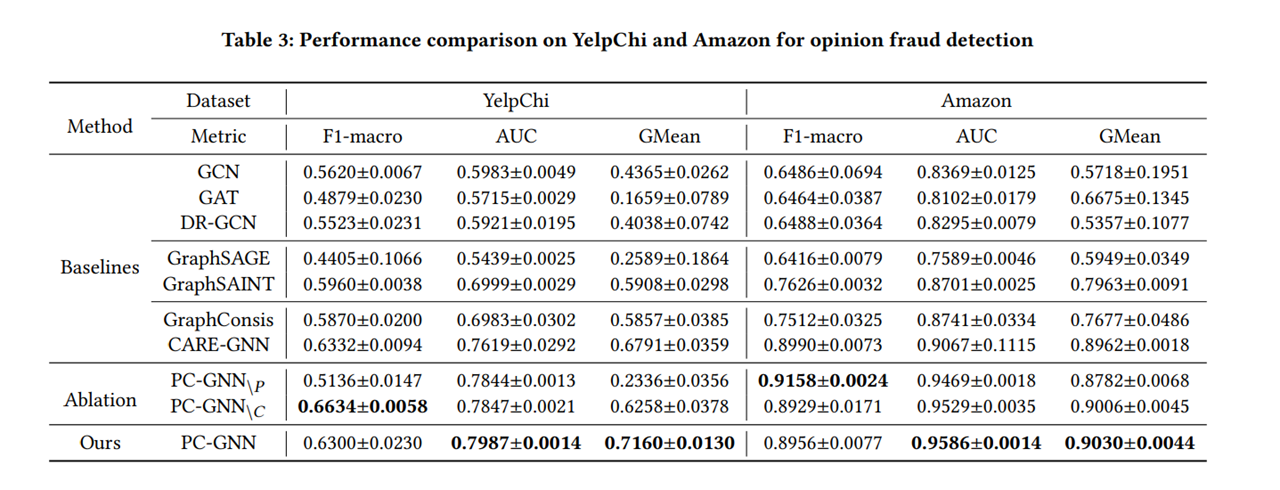 Table 3: Performance comparison on YelpChi and Amazon for opinion fraud detection
Method Dataset YelpChi Amazon
Metric F1-macro AUC GMean F1-macro AUC GMean
Baselines GCN 0.5620±0.0067 0.5983±0.0049 0.4365±0.0262 0.6486±0.0694 0.8369±0.0125 0.5718±0.1951
GAT 0.4879±0.0230 0.5715±0.0029 0.1659±0.0789 0.6464±0.0387 0.8102±0.0179 0.6675±0.1345
DR-GCN 0.5523±0.0231 0.5921±0.0195 0.4038±0.0742 0.6488±0.0364 0.8295±0.0079 0.5357±0.1077
GraphSAGE 0.4405±0.1066 0.5439±0.0025 0.2589±0.1864 0.6416±0.0079 0.7589±0.0046 0.5949±0.0349
GraphSAINT 0.5960±0.0038 0.6999±0.0029 0.5908±0.0298 0.7626±0.0032 0.8701±0.0025 0.7963±0.0091
GraphConsis 0.5870±0.0200 0.6983±0.0302 0.5857±0.0385 0.7512±0.0325 0.8741±0.0334 0.7677±0.0486
CARE-GNN 0.6332±0.0094 0.7619±0.0292 0.6791±0.0359 0.8990±0.0073 0.9067±0.1115 0.8962±0.0018
Ablation PC-GNN\P 0.5136±0.0147 0.7844±0.0013 0.2336±0.0356 0.9158±0.0024 0.9469±0.0018 0.8782±0.0068
PC-GNN\C 0.6634±0.0058 0.7847±0.0021 0.6258±0.0378 0.8929±0.0171 0.9529±0.0035 0.9006±0.0045
Ours PC-GNN 0.6300±0.0230 0.7987±0.0014 0.7160±0.0130 0.8956±0.0077 0.9586±0.0014 0.9030±0.0044